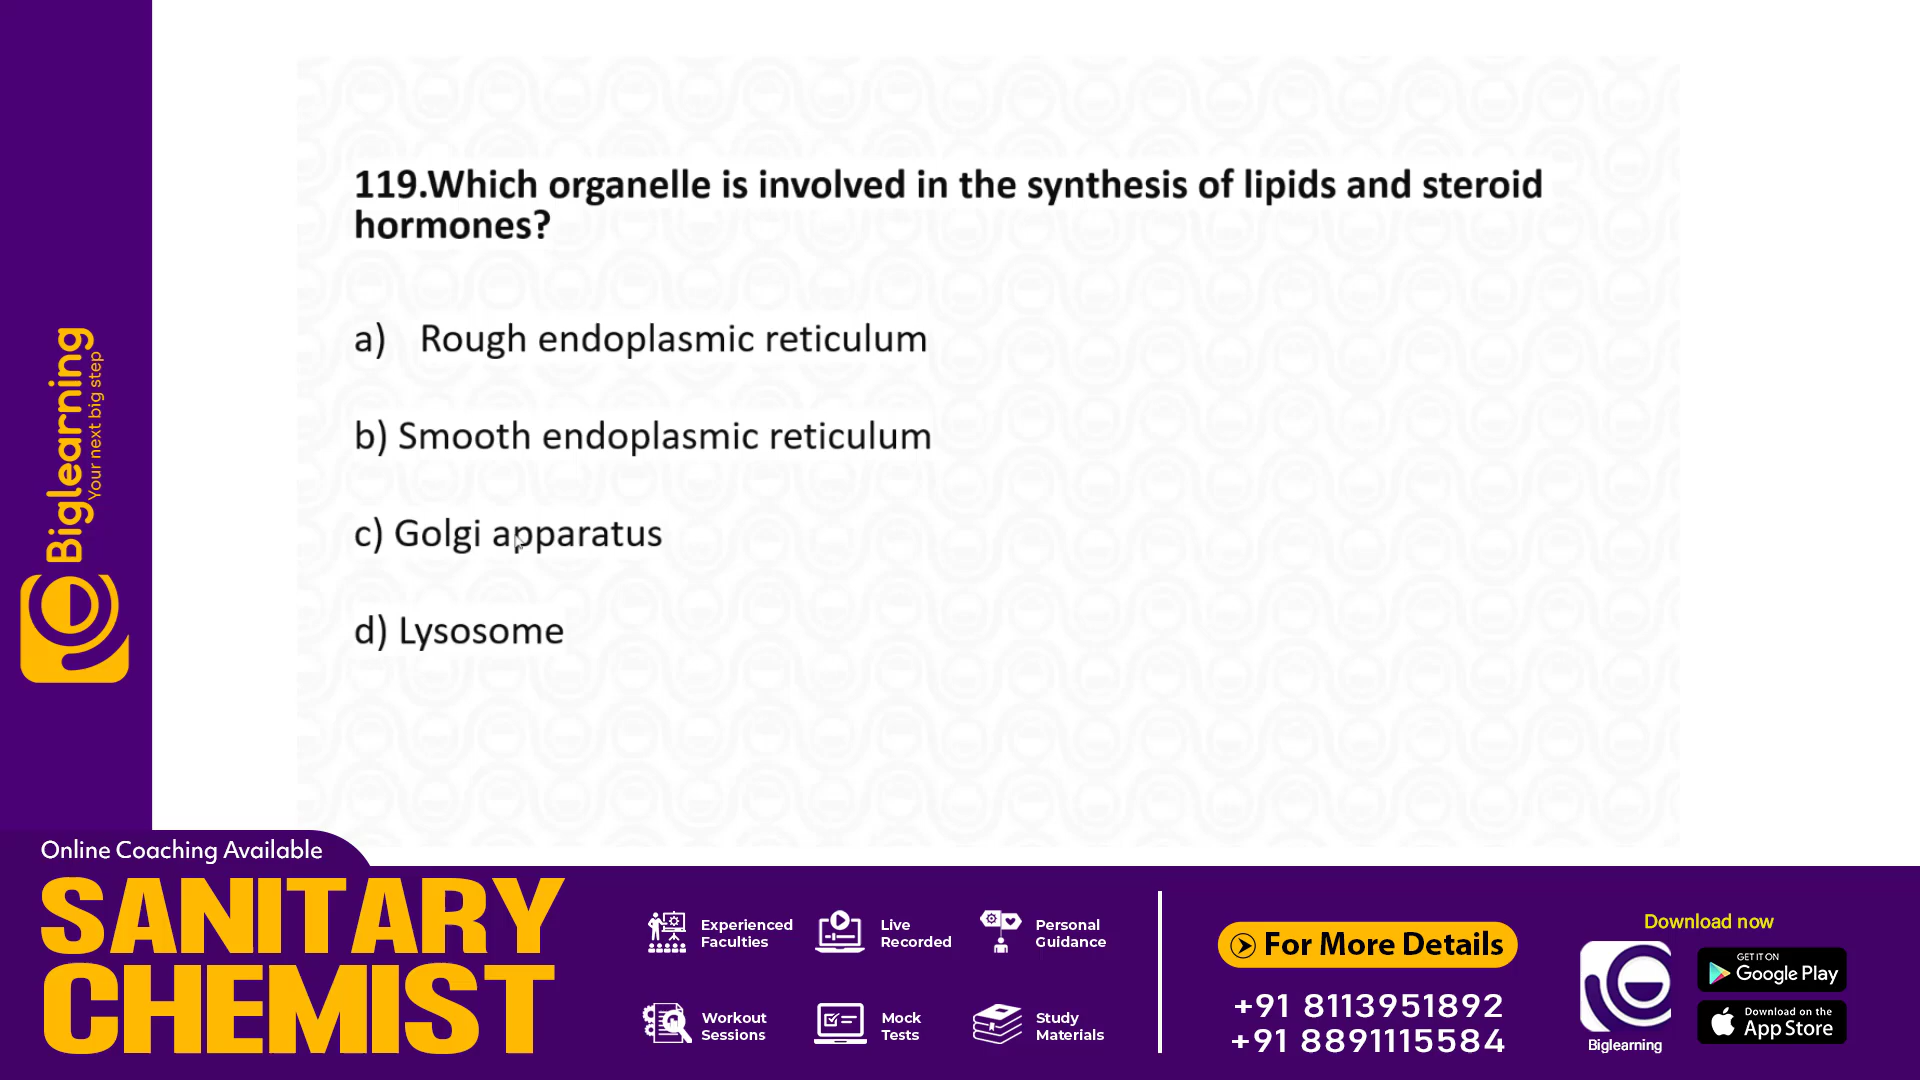 119.Which organelle is involved in the synthesis of lipids and steroid
hormones?
a) Rough endoplasmic reticulum
b) Smooth endoplasmic reticulum
c) Golgi apparatus
d) Lysosome
Biglearning
Your next big step
Online Coaching Available
SANITARY
CHEMIST
Experienced
Faculties
Live
Recorded
Personal
Guidance
Workout
Sessions
Mock
Tests
Study
Materials
For More Details
+91 8113951892
+91 8891115584
Download now
Biglearning
GET IT ON
Google Play
Download on the
App Store